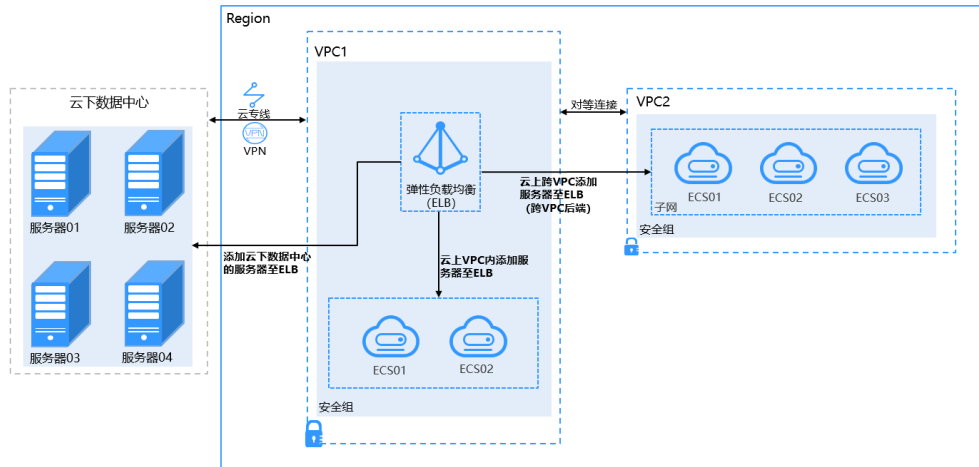 Region
云下数据中心
服务器01
服务器02
服务器03
服务器04
云专线
VPN
VPN
添加云下数据中心
的服务器至ELB
VPC1
弹性负载均衡
(ELB)
云上VPC内添加服
务器至ELB
ECS01
ECS02
安全组
对等连接
云上跨VPC添加
服务器至ELB
(跨VPC后端)
VPC2
ECS01
ECS02
ECS03
子网
安全组